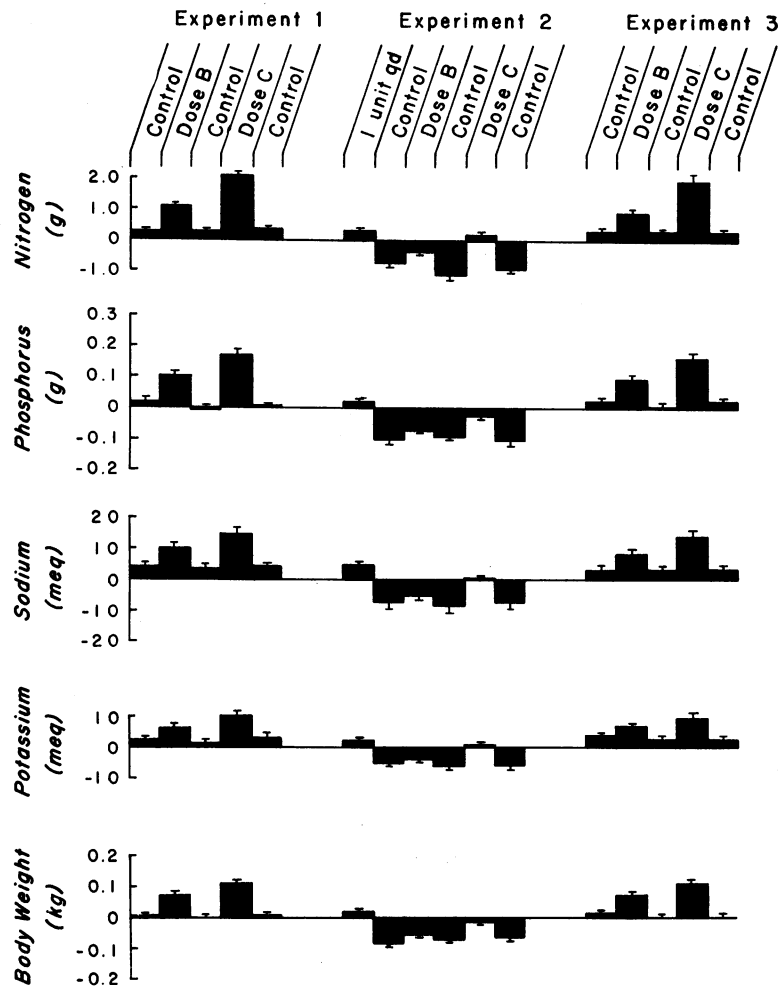 Experiment 1
Experiment 2
Experiment 3
Control
Dose B
Control
Dose C
Control
1 unit qd
Control
Dose B
Control
Dose C
Control
Control
Dose B
Control
Dose C
Control
Nitrogen
(g)
2.0
1.0
0
-1.0
Phosphorus
(g)
0.3
0.2
0.1
0
-0.1
-0.2
Sodium
(meq)
20
10
0
-10
-20
Potassium
(meq)
10
0
-10
Body Weight
(kg)
0.2
0.1
0
-0.1
-0.2